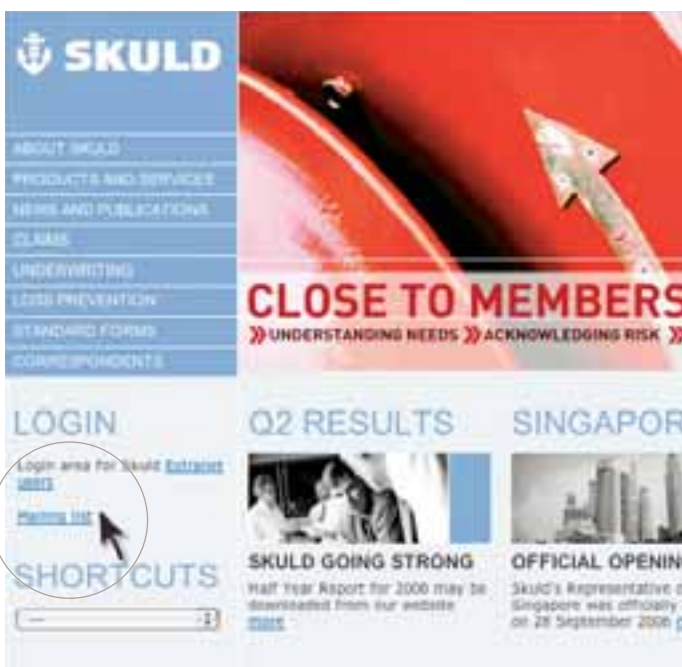 SKULD
ABOUT SKULD
PRODUCTS AND SERVICES
NEWS AND PUBLICATIONS
CLAIMS
UNDERWRITING
LOSS PREVENTION
STANDARD FORMS
CORRESPONDENTS
CLOSE TO MEMBERS
UNDERSTANDING NEEDS ACKNOWLEDGING RISK
LOGIN
Login area for Skuld Extranet
users
Mailing list
SHORTCUTS
---
Q2 RESULTS
SKULD GOING STRONG
Half Year Report for 2006 may be
downloaded from our website
more
SINGAPOR
OFFICIAL OPENIN
Skuld's Representative
Singapore was officially
on 28 September 2006